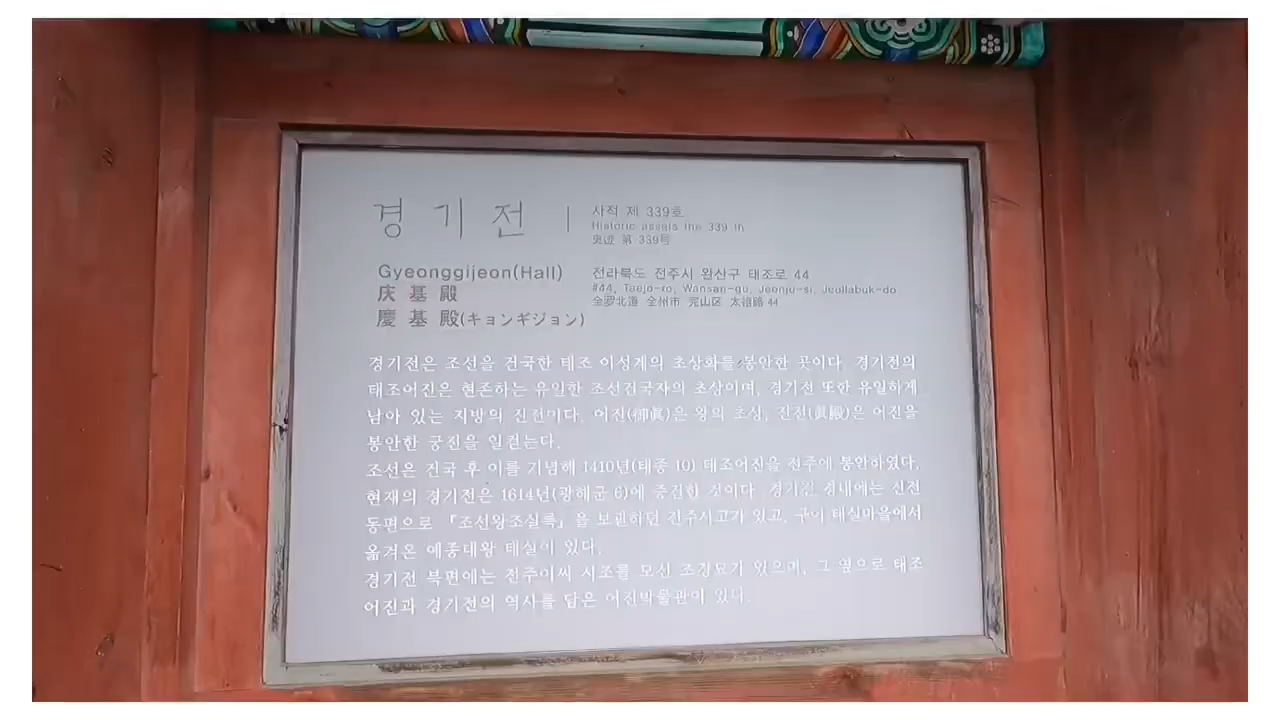 경기전
사적 제 339호
Historic assets the 339 th
史迹 第 339号
Gyeonggijeon(Hall)
庆基殿
慶基殿(キョンギジョン)
전라북도 전주시 완산구 태조로 44
#44, Taejo-ro, Wansan-gu, Jeonju-si, Jeollabuk-do
全罗北道 全州市 完山区 太祖路 44
경기전은 조선을 건국한 태조 이성계의 초상화를 봉안한 곳이다. 경기전의
태조어진은 현존하는 유일한 조선건국자의 초상이며, 경기전 또한 유일하게
남아 있는 지방의 진전이다. 어진(御眞)은 왕의 초상, 진전(眞殿)은 어진을
봉안한 궁전을 일컫는다.
조선은 건국 후 이를 기념해 1410년(태종 10) 태조어진을 전주에 봉안하였다.
현재의 경기전은 1614년(광해군 6)에 중건한 것이다. 경기전 경내에는 진전
동편으로 『조선왕조실록』을 보관하던 전주사고가 있고, 구이 태실마을에서
옮겨온 예종대왕 태실이 있다.
경기전 북편에는 전주이씨 시조를 모신 조경묘가 있으며, 그 옆으로 태조
어진과 경기전의 역사를 담은 어진박물관이 있다.